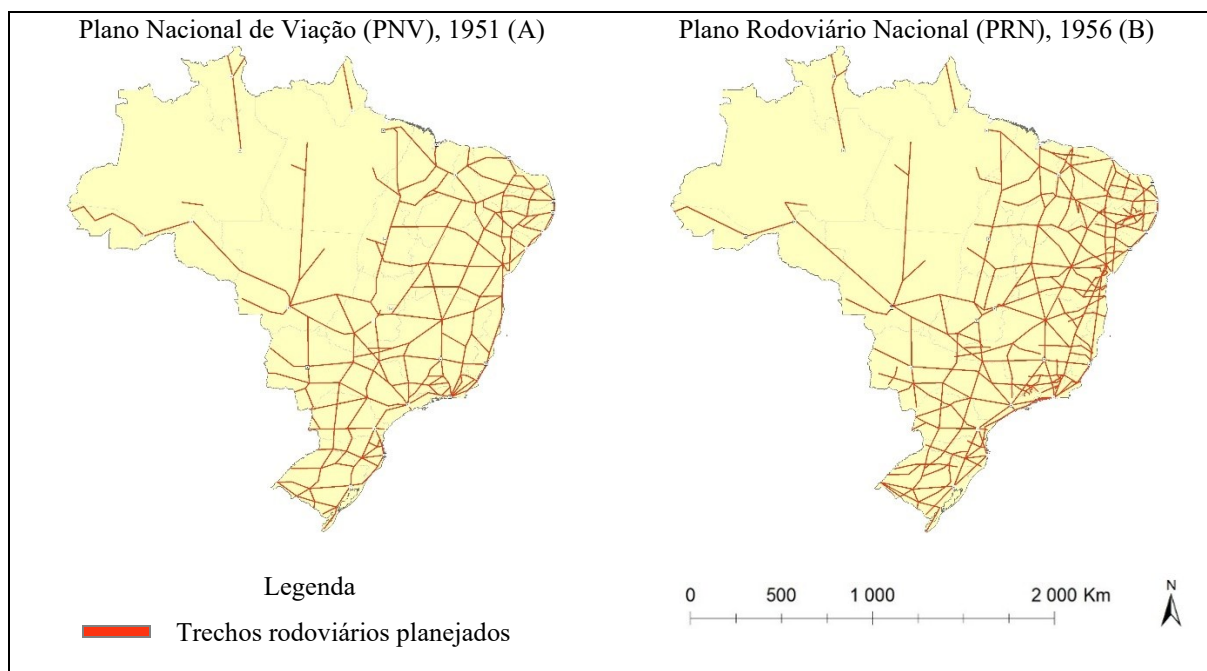 Plano Nacional de Viação (PNV), 1951 (A)
Plano Rodoviário Nacional (PRN), 1956 (B)
Legenda
Trechos rodoviários planejados
0 500 1 000 2 000 Km
N